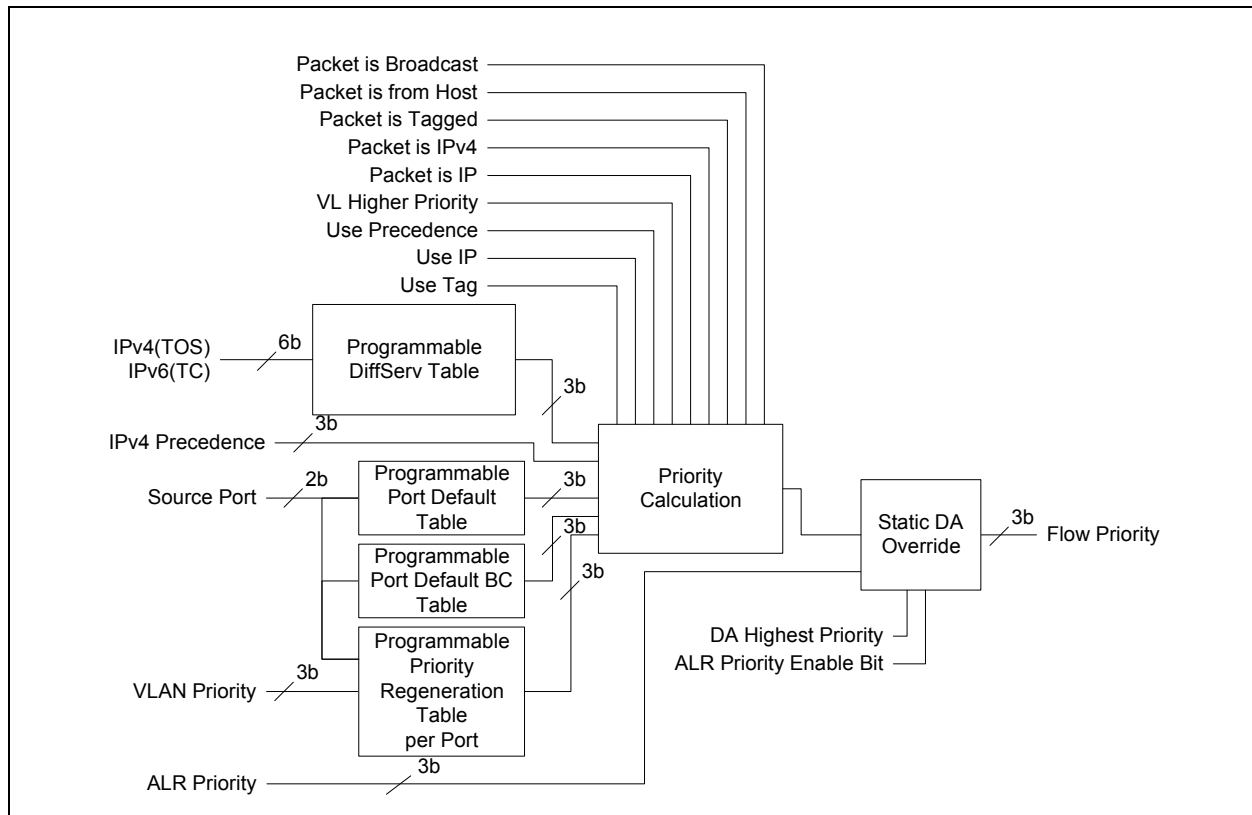 Packet is Broadcast
Packet is from Host
Packet is Tagged
Packet is IPv4
Packet is IP
VL Higher Priority
Use Precedence
Use IP
Use Tag
IPv4(TOS)
IPv6(TC)
6b
Programmable
DiffServ Table
3b
IPv4 Precedence
3b
Source Port
2b
Programmable
Port Default
Table
3b
Programmable
Port Default BC
Table
3b
VLAN Priority
3b
Programmable
Priority
Regeneration
Table
per Port
3b
ALR Priority
3b
Priority
Calculation
Static DA
Override
3b
Flow Priority
DA Highest Priority
ALR Priority Enable Bit